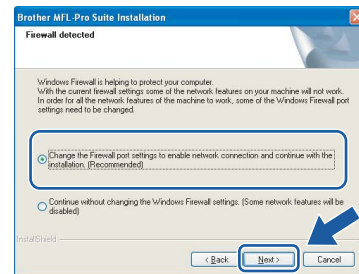 Brother MFL-Pro Suite Installation
Firewall detected
Windows Firewall is helping to protect your computer.
With the current firewall settings some of the network features on your machine will not work.
In order for all the network features of the machine to work, some of the Windows Firewall port
settings need to be changed.
Change the Firewall port settings to enable network connection and continue with the
installation. (Recommended)
Continue without changing the Windows Firewall settings. (Some network features will be
disabled)
InstallShield
< Back Next > Cancel